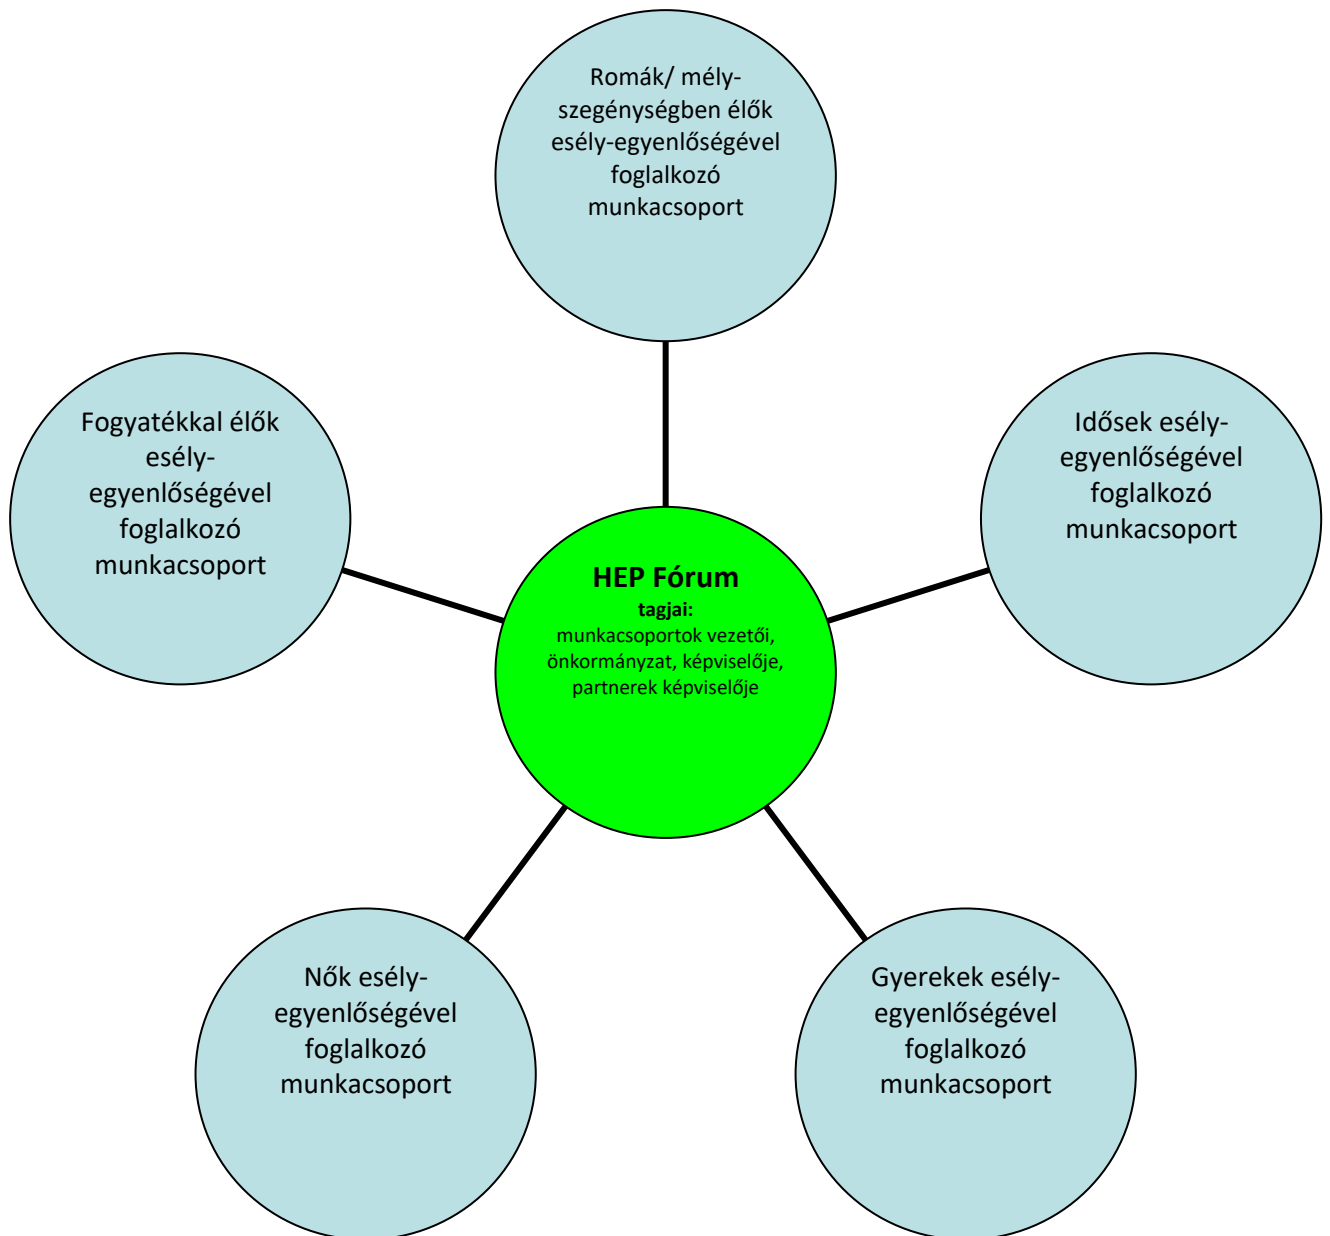 Romák/ mély-
szegénységben élők
esély-egyenlőségével
foglalkozó
munkacsoport
Fogyatékkal élők
esély-
egyenlőségével
foglalkozó
munkacsoport
Idősek esély-
egyenlőségével
foglalkozó
munkacsoport
HEP Fórum
tagjai:
munkacsoportok vezetői,
önkormányzat, képviselője,
partnerek képviselője
Nők esély-
egyenlőségével
foglalkozó
munkacsoport
Gyerekek esély-
egyenlőségével
foglalkozó
munkacsoport